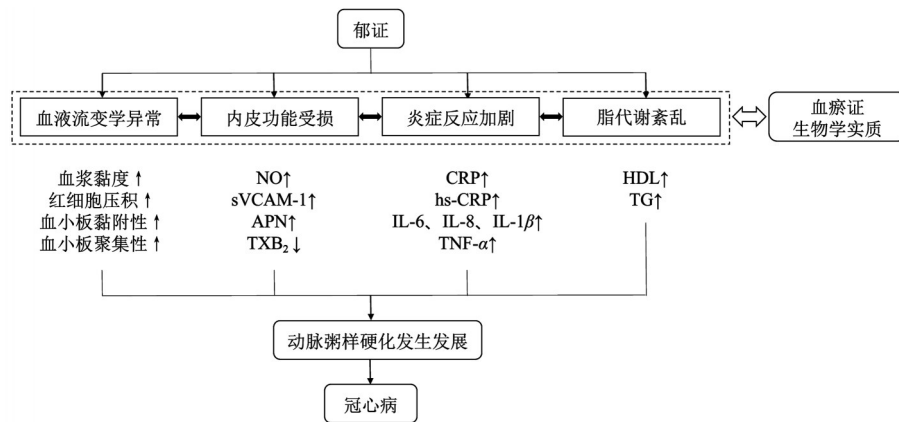 郁证
血液流变学异常
内皮功能受损
炎症反应加剧
脂代谢紊乱
血瘀证
生物学实质
血浆黏度↑
红细胞压积↑
血小板黏附性↑
血小板聚集性↑
NO↑
sVCAM-1↑
APN↑
TXB₂↓
CRP↑
hs-CRP↑
IL-6、IL-8、IL-1β↑
TNF-α↑
HDL↑
TG↑
动脉粥样硬化发生发展
冠心病